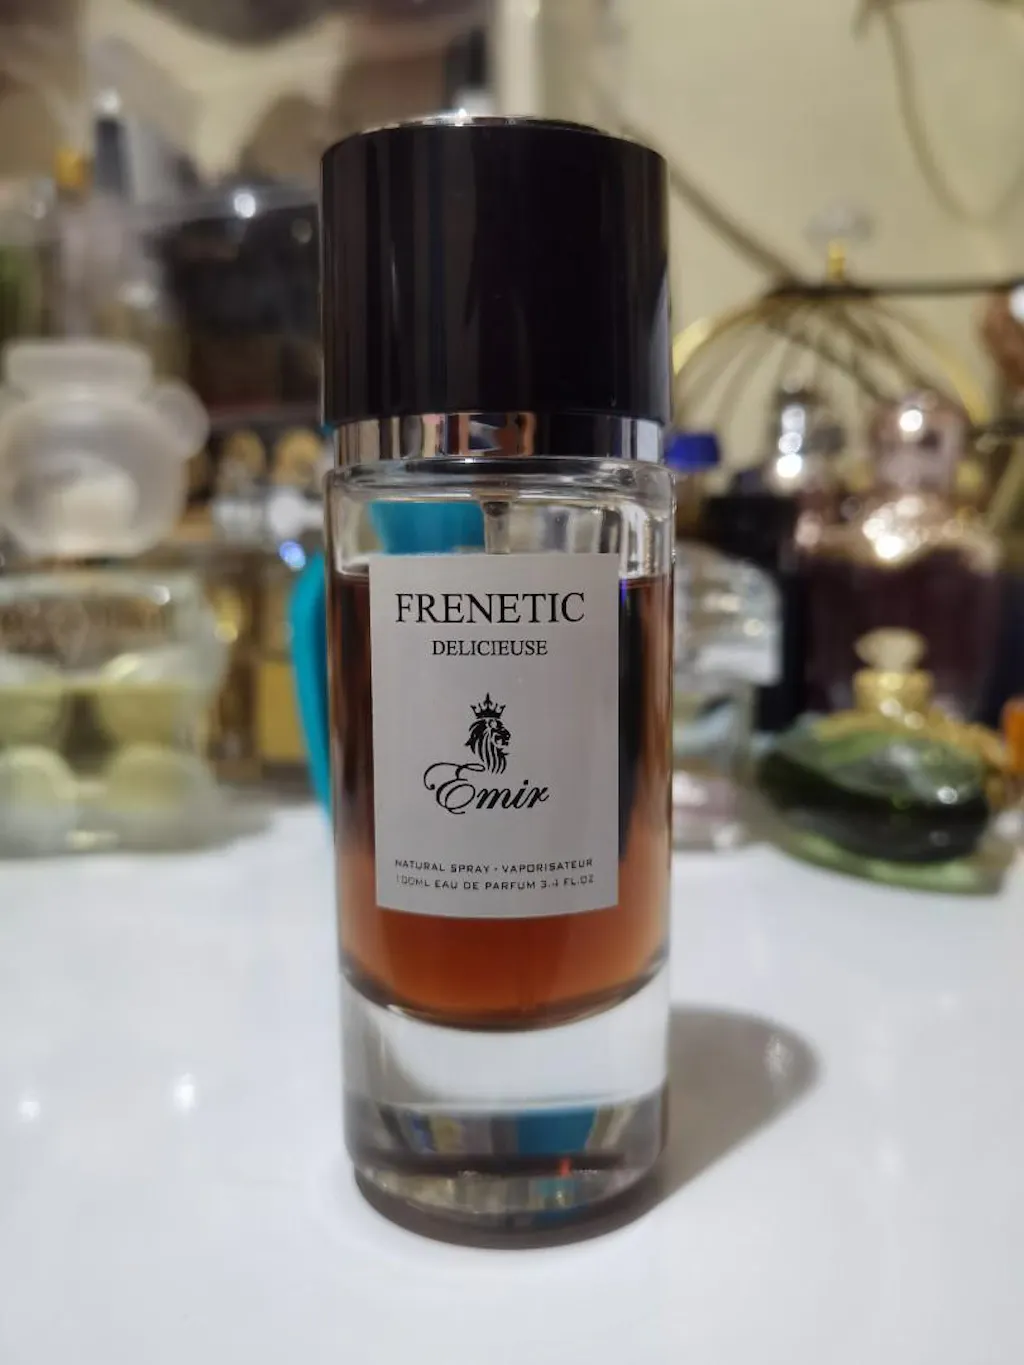 FRENETIC
DELICIEUSE
Emir
NATURAL SPRAY • VAPORISATEUR
100ML EAU DE PARFUM 3.4 FL.OZ